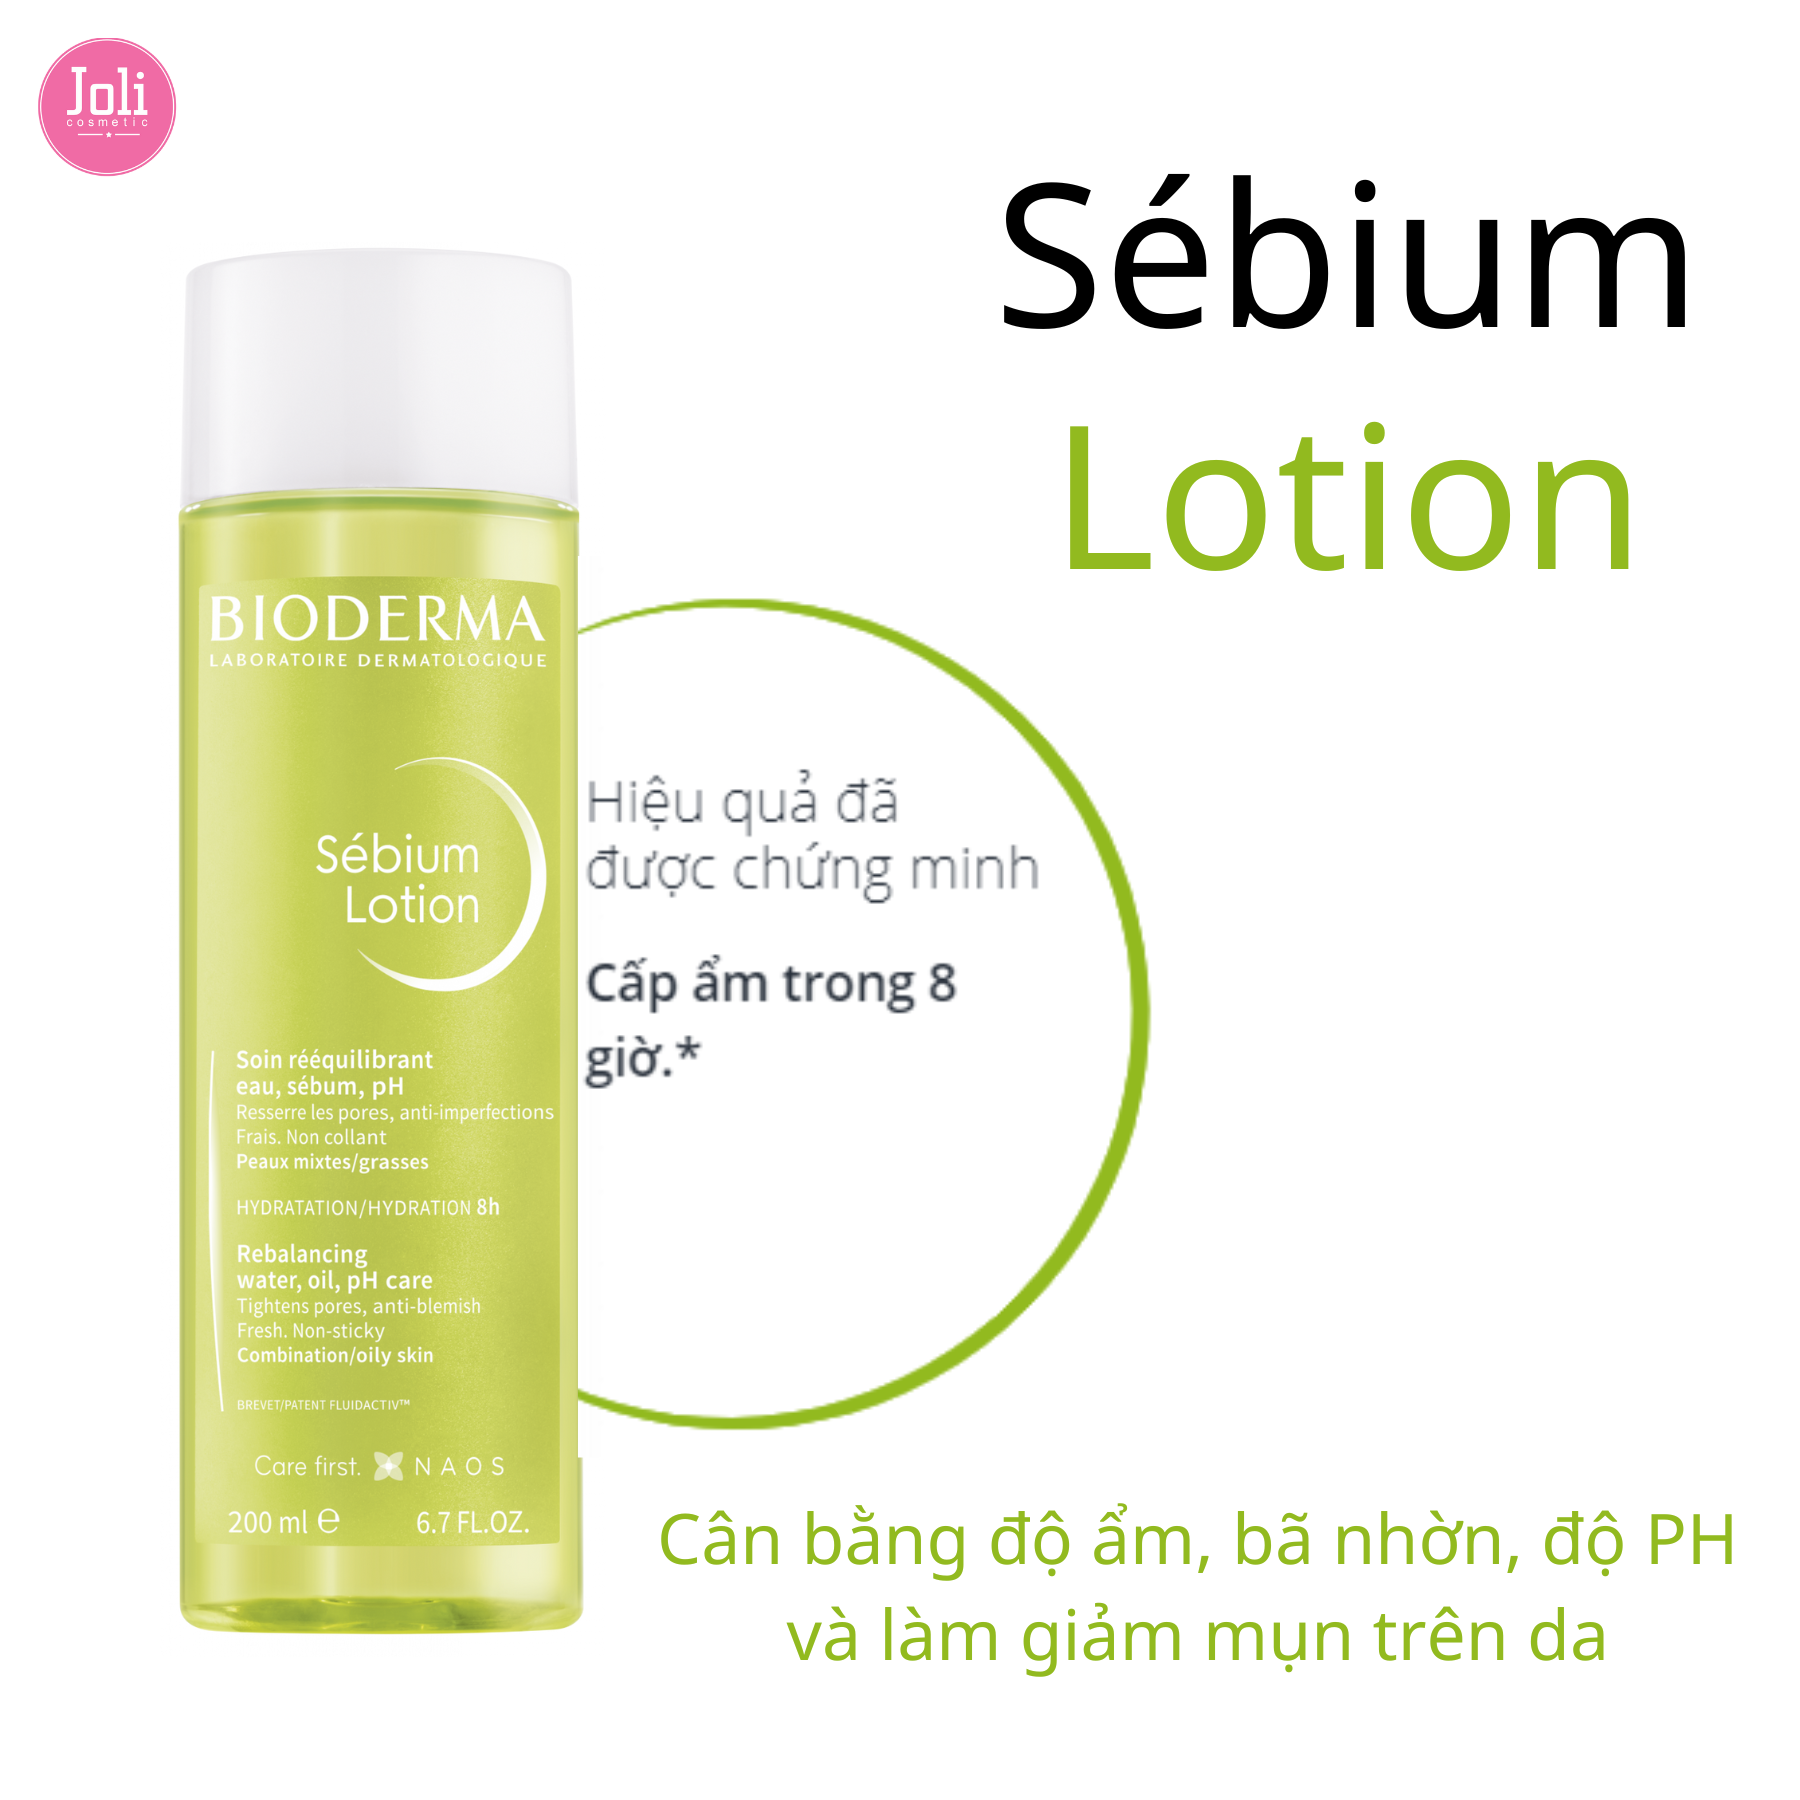 Joli
cosmetic
Sébium
Lotion
BIODERMA
LABORATOIRE DERMATOLOGIQUE
Sébium
Lotion
Soin rééquilibrant
eau, sébum, pH
Resserre les pores, anti-imperfections
Frais. Non collant
Peaux mixtes/grasses
HYDRATATION/HYDRATION 8h
Rebalancing
water, oil, pH care
Tightens pores, anti-blemish
Fresh. Non-sticky
Combination/oily skin
BREVET/PATENT FLUIDACTIV™
Care first. NAOS
200 ml ℮ 6.7 FL.OZ.
Hiệu quả đã
được chứng minh
Cấp ẩm trong 8
giờ.*
Cân bằng độ ẩm, bã nhờn, độ PH
và làm giảm mụn trên da